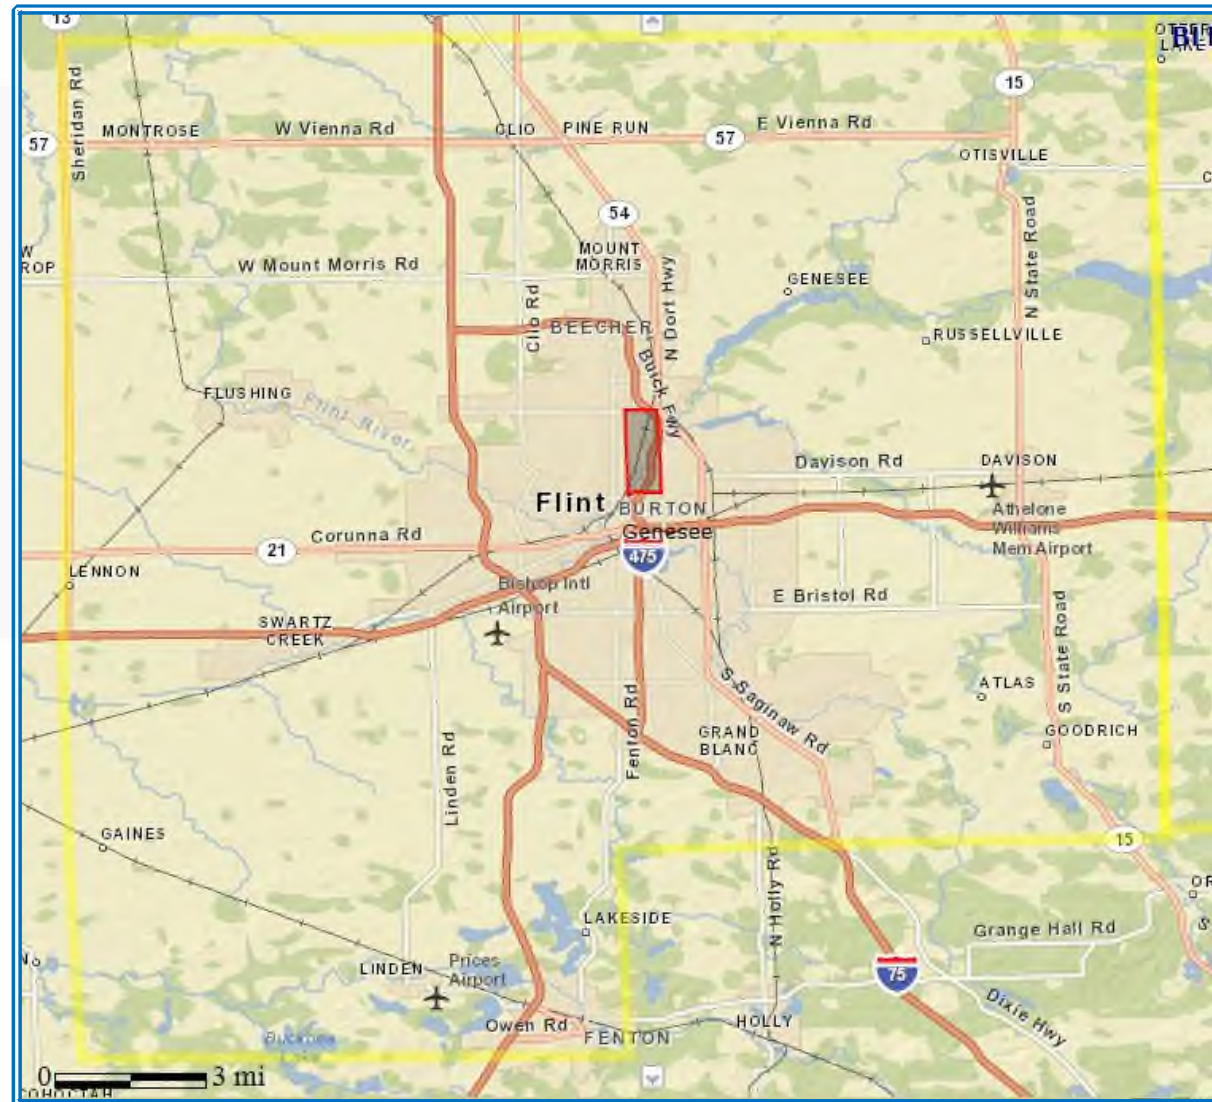 13
Sheridan Rd
57
MONTROSE
W Vienna Rd
CLIO
PINE RUN
57
E Vienna Rd
15
LAKE
OTISVILLE
54
W
ROP
W Mount Morris Rd
MOUNT
MORRIS
Clio Rd
N Dort Hwy
GENESEE
N State Road
BEECHER
Buick Fwy
RUSSELLVILLE
FLUSHING
Flint River
Davison Rd
DAVISON
Flint
BURTON
Genesee
475
Athelone
Williams
Mem Airport
21
Corunna Rd
LENNON
Bishop Intl
Airport
E Bristol Rd
SWARTZ
CREEK
S State Road
ATLAS
S Saginaw Rd
GOODRICH
Fenton Rd
GRAND
BLANC
Linden Rd
GAINES
15
OR
N Holly Rd
LAKESIDE
Grange Hall Rd
S
LINDEN
Prices
Airport
75
Dixie Hwy
Owen Rd
FENTON
HOLLY
0
3 mi
COHOCTAH